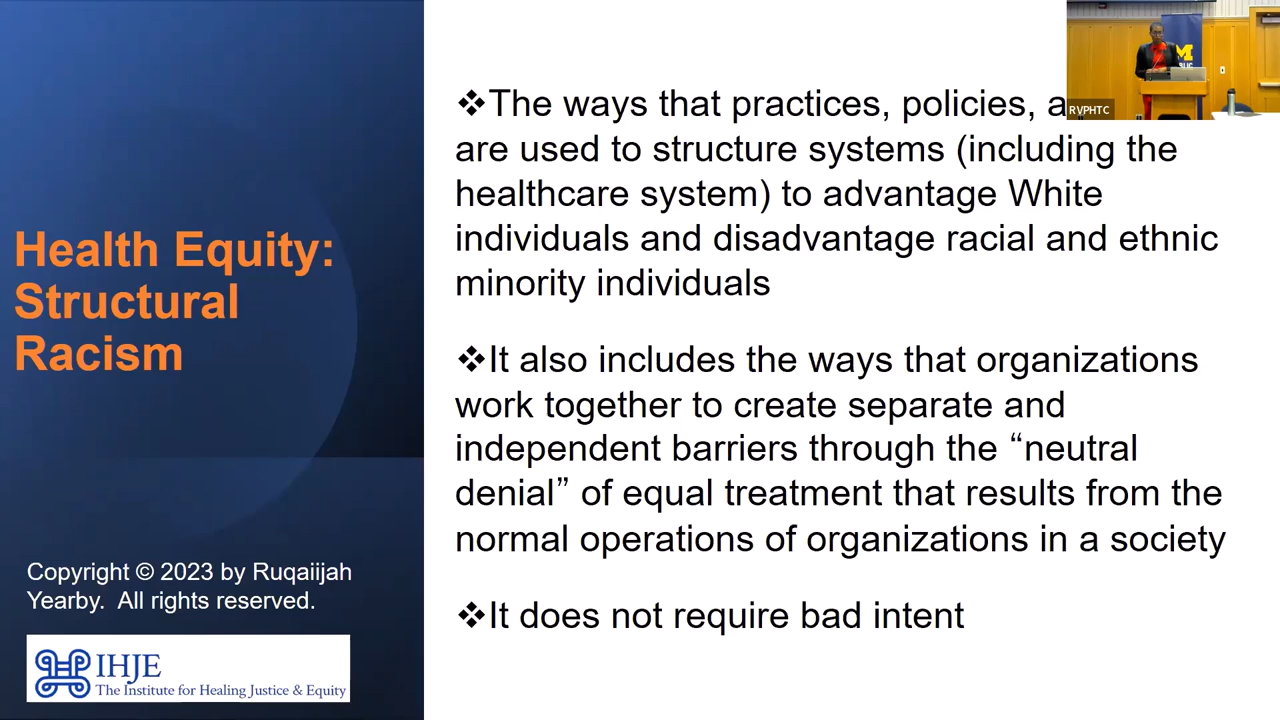 Health Equity:
Structural
Racism
❖The ways that practices, policies, a
are used to structure systems (including the
healthcare system) to advantage White
individuals and disadvantage racial and ethnic
minority individuals
❖It also includes the ways that organizations
work together to create separate and
independent barriers through the “neutral
denial” of equal treatment that results from the
normal operations of organizations in a society
❖It does not require bad intent
Copyright © 2023 by Ruqaiijah
Yearby.  All rights reserved.
IHJE
The Institute for Healing Justice & Equity
M
RVPHTC